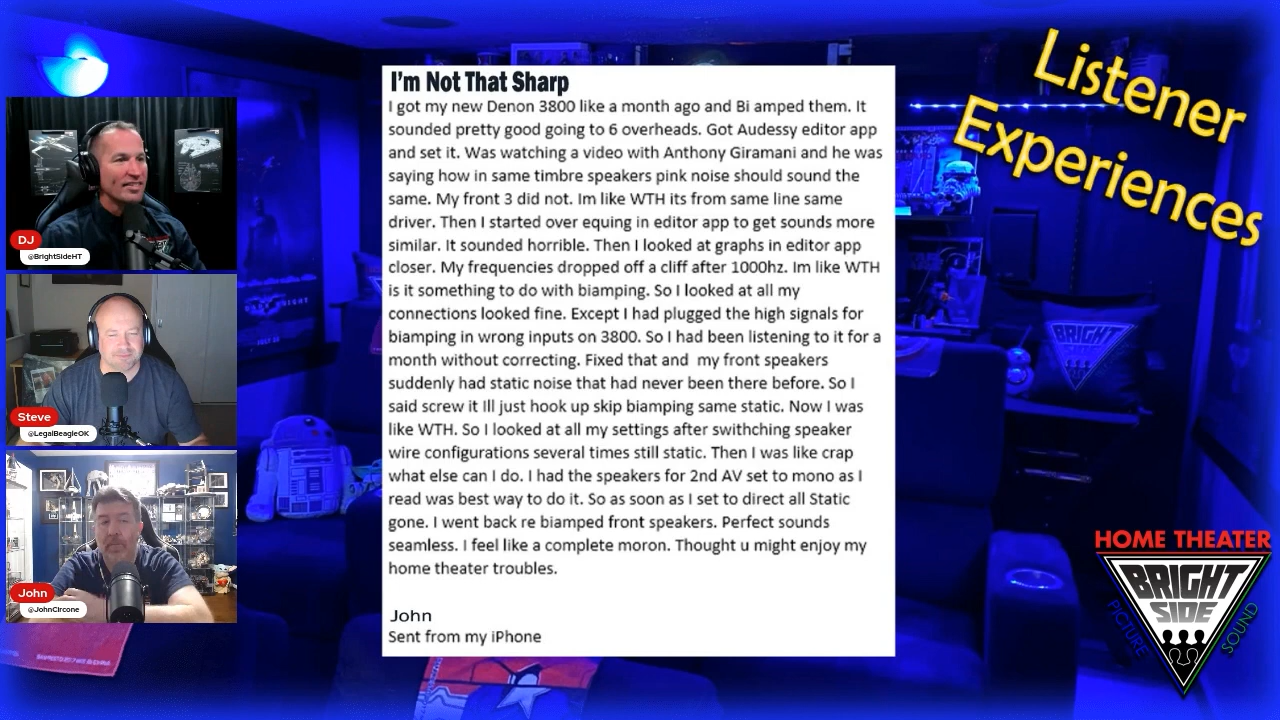 Listener
Experiences
I'm Not That Sharp
I got my new Denon 3800 like a month ago and Bi amped them. It
sounded pretty good going to 6 overheads. Got Audessy editor app
and set it. Was watching a video with Anthony Giramani and he was
saying how in same timbre speakers pink noise should sound the
same. My front 3 did not. Im like WTH its from same line same
driver. Then I started over equing in editor app to get sounds more
similar. It sounded horrible. Then I looked at graphs in editor app
closer. My frequencies dropped off a cliff after 1000hz. Im like WTH
is it something to do with biamping. So I looked at all my
connections looked fine. Except I had plugged the high signals for
biamping in wrong inputs on 3800. So I had been listening to it for a
month without correcting. Fixed that and my front speakers
suddenly had static noise that had never been there before. So I
said screw it Ill just hook up skip biamping same static. Now I was
like WTH. So I looked at all my settings after swithching speaker
wire configurations several times still static. Then I was like crap
what else can I do. I had the speakers for 2nd AV set to mono as I
read was best way to do it. So as soon as I set to direct all Static
gone. I went back re biamped front speakers. Perfect sounds
seamless. I feel like a complete moron. Thought u might enjoy my
home theater troubles.
John
Sent from my iPhone
DJ
@BrightSideHT
Steve
@LegalBeagleOK
John
@JohnCircone
BRIGHT
SIDE
HOME THEATER
BRIGHT
SIDE
PICTURE
SOUND